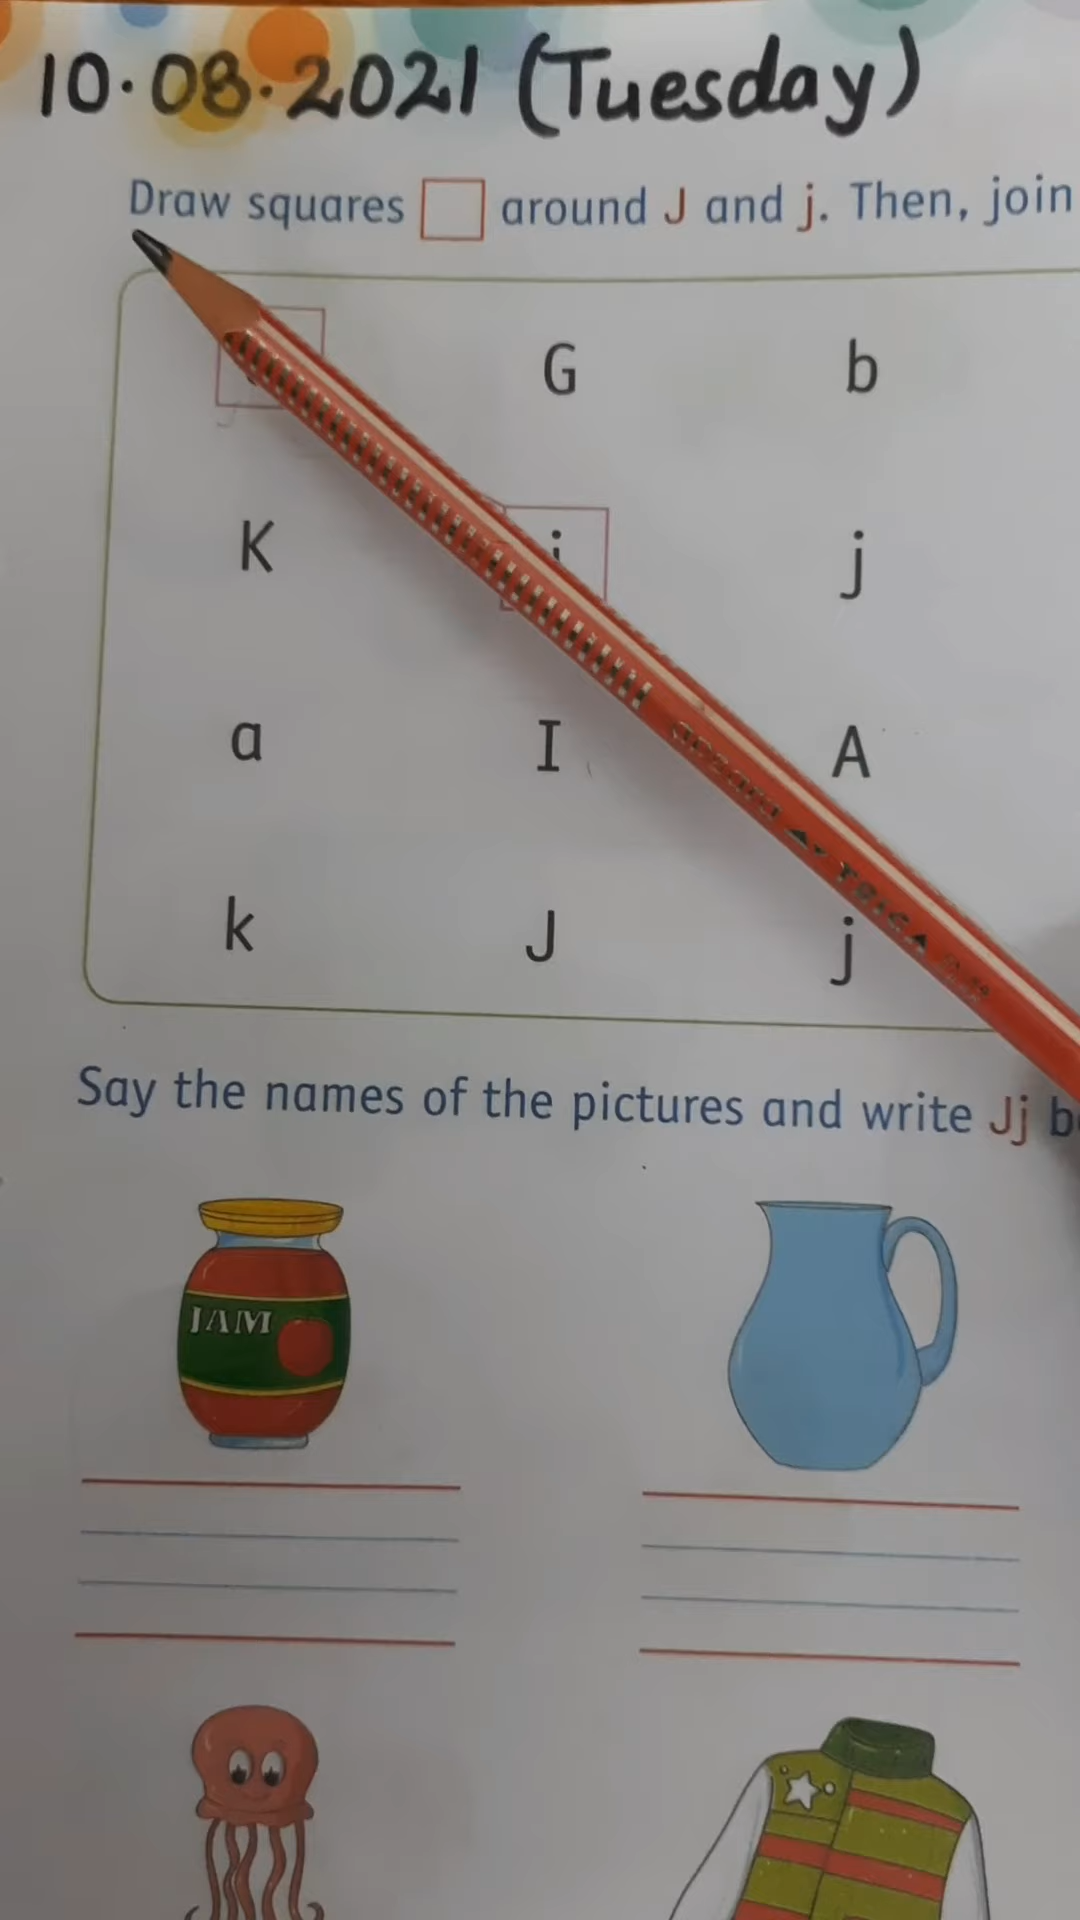 10.08.2021 (Tuesday)
Draw squares around J and j. Then, join
G b
K j j
a I A
k J j
Say the names of the pictures and write Jj
JAM